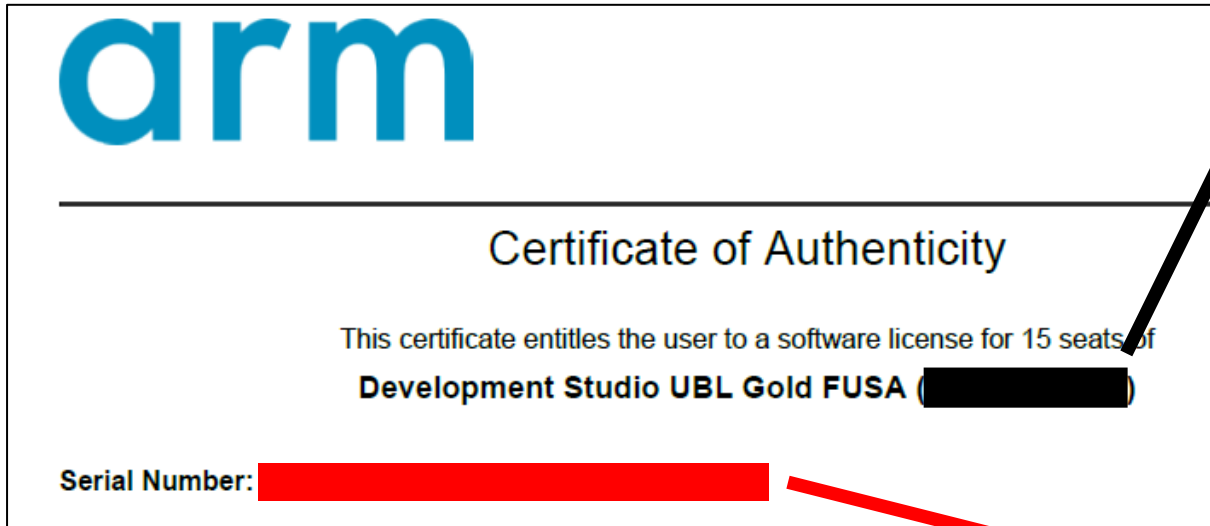 arm
Certificate of Authenticity
This certificate entitles the user to a software license for 15 seats of
Development Studio UBL Gold FUSA ( )
Serial Number: